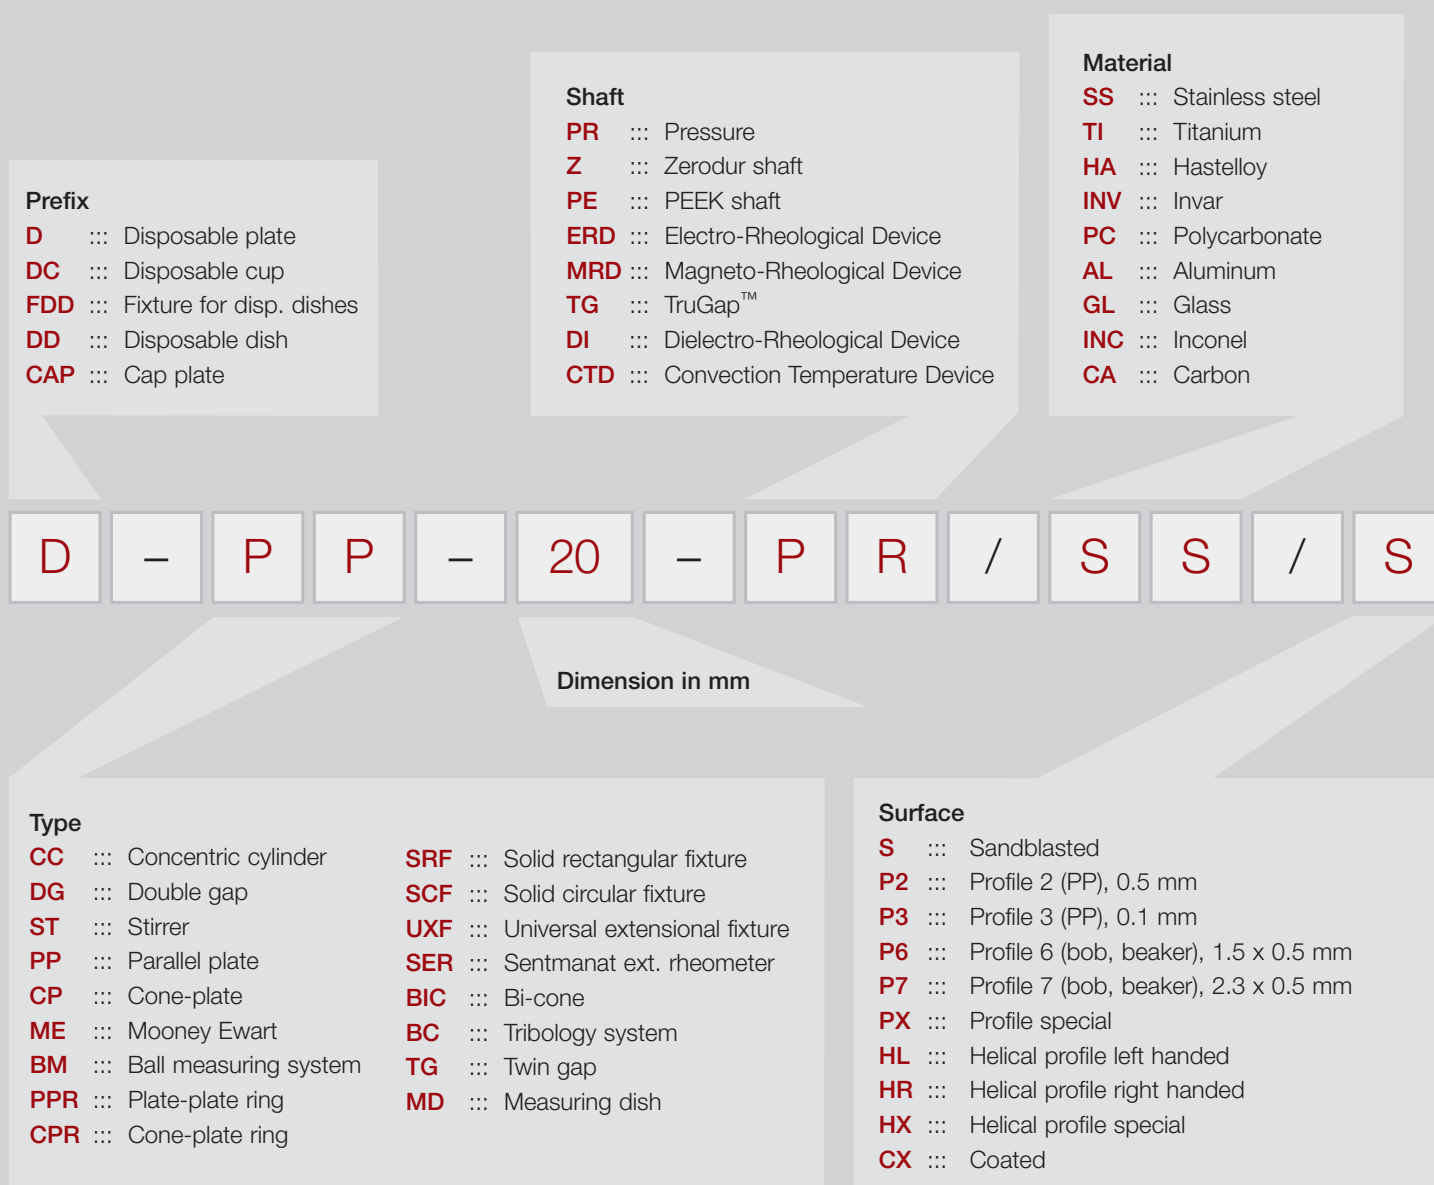 Prefix
D ::: Disposable plate
DC ::: Disposable cup
FDD ::: Fixture for disp. dishes
DD ::: Disposable dish
CAP ::: Cap plate
Shaft
PR ::: Pressure
Z ::: Zerodur shaft
PE ::: PEEK shaft
ERD ::: Electro-Rheological Device
MRD ::: Magneto-Rheological Device
TG ::: TruGap™
DI ::: Dielectro-Rheological Device
CTD ::: Convection Temperature Device
Material
SS ::: Stainless steel
TI ::: Titanium
HA ::: Hastelloy
INV ::: Invar
PC ::: Polycarbonate
AL ::: Aluminum
GL ::: Glass
INC ::: Inconel
CA ::: Carbon
D – P P – 20 – P R / S S / S
Dimension in mm
Type
CC ::: Concentric cylinder
DG ::: Double gap
ST ::: Stirrer
PP ::: Parallel plate
CP ::: Cone-plate
ME ::: Mooney Ewart
BM ::: Ball measuring system
PPR ::: Plate-plate ring
CPR ::: Cone-plate ring
SRF ::: Solid rectangular fixture
SCF ::: Solid circular fixture
UXF ::: Universal extensional fixture
SER ::: Sentmanat ext. rheometer
BIC ::: Bi-cone
BC ::: Tribology system
TG ::: Twin gap
MD ::: Measuring dish
Surface
S ::: Sandblasted
P2 ::: Profile 2 (PP), 0.5 mm
P3 ::: Profile 3 (PP), 0.1 mm
P6 ::: Profile 6 (bob, beaker), 1.5 x 0.5 mm
P7 ::: Profile 7 (bob, beaker), 2.3 x 0.5 mm
PX ::: Profile special
HL ::: Helical profile left handed
HR ::: Helical profile right handed
HX ::: Helical profile special
CX ::: Coated